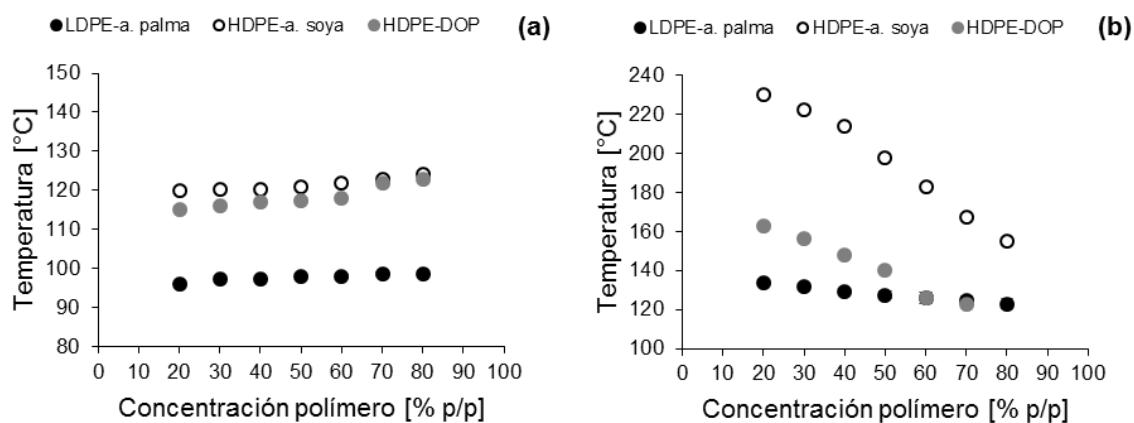 LDPE-a. palma HDPE-a. soya HDPE-DOP (a)
150
140
130
120
110
100
90
80
Temperatura [°C]
0 10 20 30 40 50 60 70 80 90 100
Concentración polímero [% p/p]
LDPE-a. palma HDPE-a. soya HDPE-DOP (b)
240
220
200
180
160
140
120
100
Temperatura [°C]
0 10 20 30 40 50 60 70 80 90 100
Concentración polímero [% p/p]